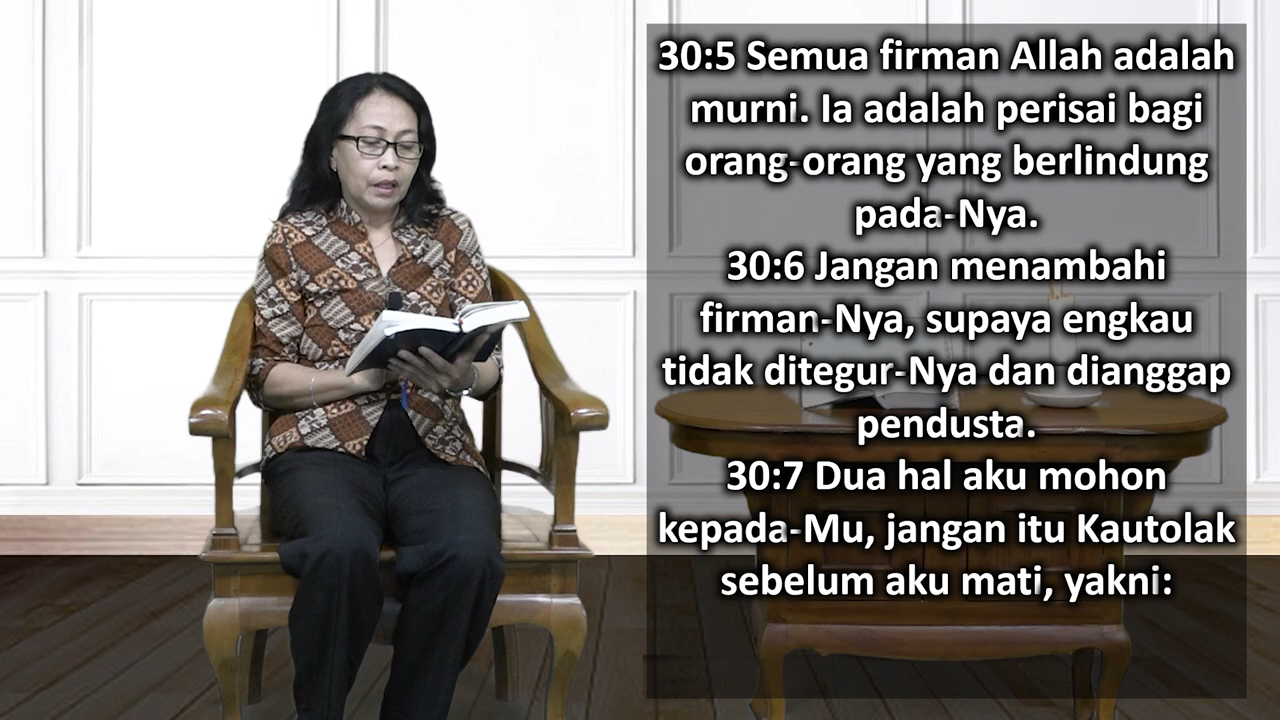 30:5 Semua firman Allah adalah
murni. Ia adalah perisai bagi
orang-orang yang berlindung
pada-Nya.
30:6 Jangan menambahi
firman-Nya, supaya engkau
tidak ditegur-Nya dan dianggap
pendusta.
30:7 Dua hal aku mohon
kepada-Mu, jangan itu Kautolak
sebelum aku mati, yakni: